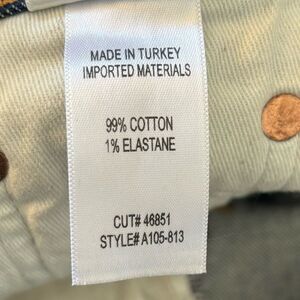 MADE IN TURKEY
IMPORTED MATERIALS
99% COTTON
1% ELASTANE
CUT# 46851
STYLE# A105-813